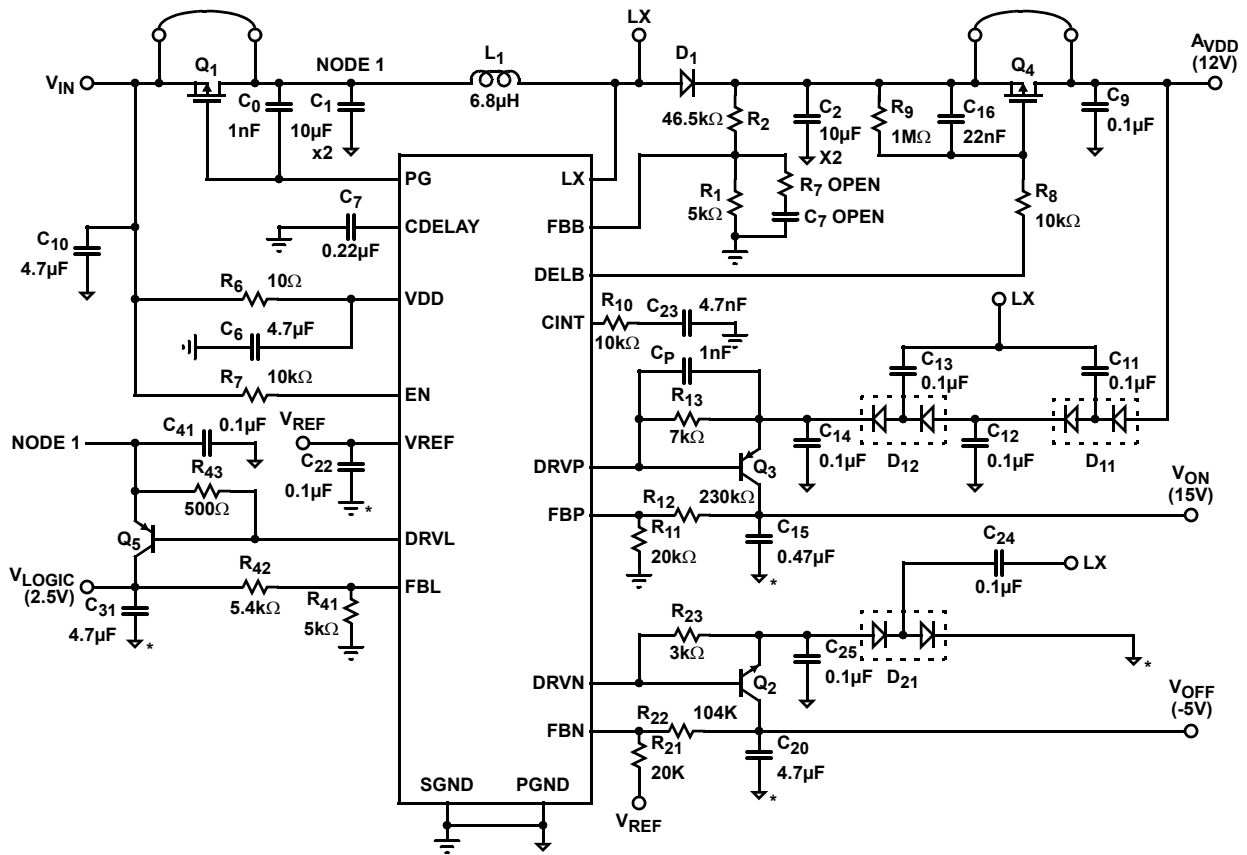 LX
VIN
Q1
NODE 1
L1
6.8µH
D1
Q4
AVDD
(12V)
C0
1nF
C1
10µF
x2
46.5kΩ
R2
C2
10µF
X2
R9
1MΩ
C16
22nF
C9
0.1µF
PG
LX
R1
5kΩ
R7 OPEN
C7 OPEN
R8
10kΩ
C7
0.22µF
CDELAY
FBB
C10
4.7µF
DELB
R6
10Ω
VDD
CINT
R10
10kΩ
C23
4.7nF
LX
C6
4.7µF
CP
1nF
C13
0.1µF
C11
0.1µF
R7
10kΩ
EN
R13
7kΩ
NODE 1
C41
0.1µF
VREF
VREF
C22
0.1µF
*
C14
0.1µF
D12
C12
0.1µF
D11
R43
500Ω
DRVP
Q3
VON
(15V)
Q5
DRVL
FBP
R12
230kΩ
R11
20kΩ
C15
0.47µF
*
C24
0.1µF
LX
VLOGIC
(2.5V)
R42
5.4kΩ
FBL
C31
4.7µF
*
R41
5kΩ
R23
3kΩ
C25
0.1µF
D21
*
DRVN
Q2
VOFF
(-5V)
FBN
R22
104K
R21
20K
C20
4.7µF
*
SGND
PGND
VREF